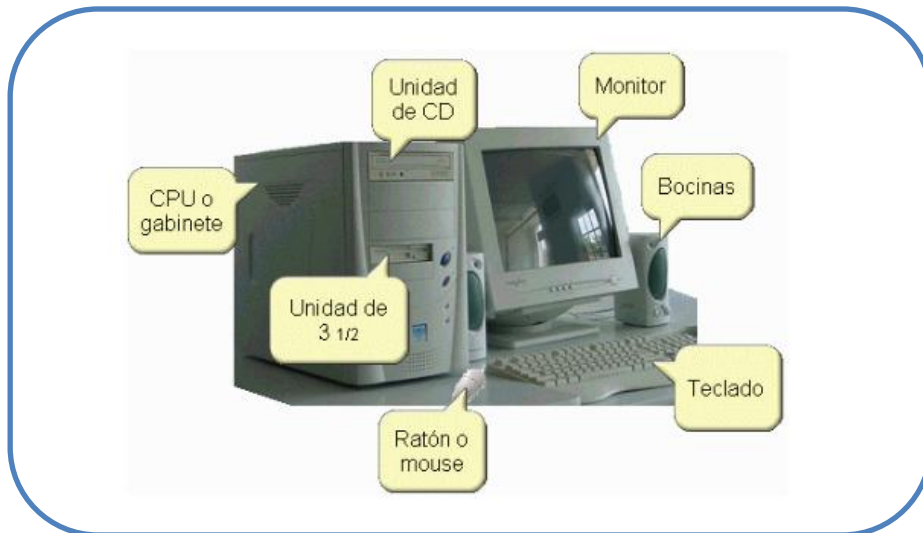 Unidad
de CD
Monitor
CPU o
gabinete
Bocinas
Unidad de
3 1/2
Teclado
Ratón o
mouse